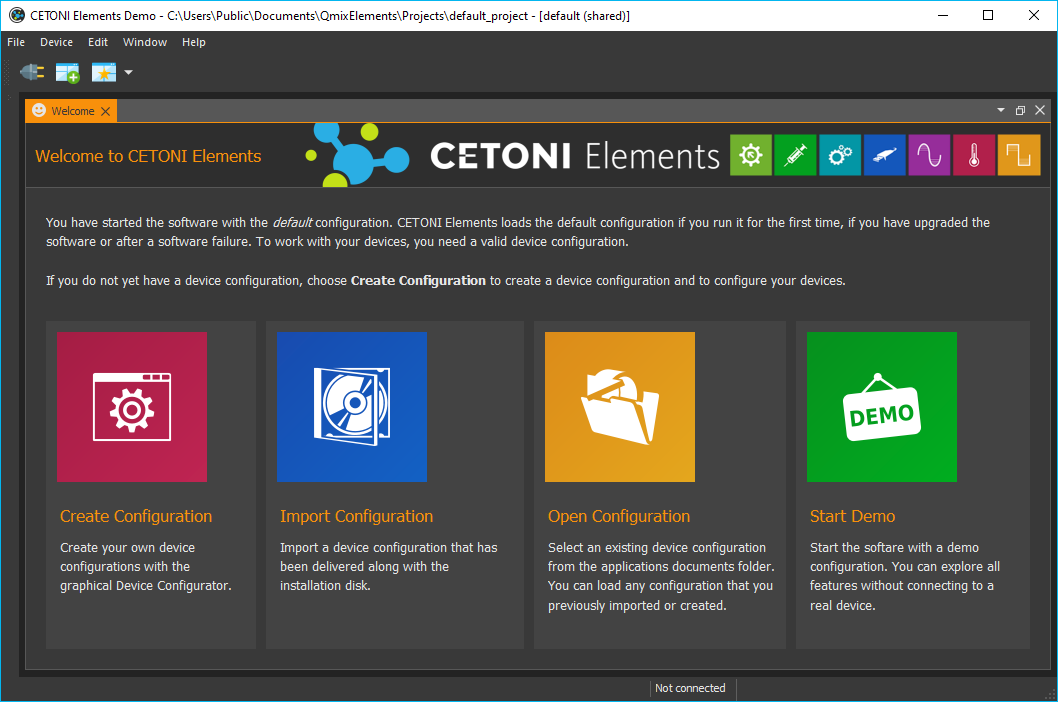 CETONI Elements Demo - C:\Users\Public\Documents\QmixElements\Projects\default_project - [default (shared)]
File Device Edit Window Help
Welcome
Welcome to CETONI Elements
CETONI Elements
You have started the software with the default configuration. CETONI Elements loads the default configuration if you run it for the first time, if you have upgraded the
software or after a software failure. To work with your devices, you need a valid device configuration.
If you do not yet have a device configuration, choose Create Configuration to create a device configuration and to configure your devices.
DEMO
Create Configuration
Create your own device
configurations with the
graphical Device Configurator.
Import Configuration
Import a device configuration that has
been delivered along with the
installation disk.
Open Configuration
Select an existing device configuration
from the applications documents folder.
You can load any configuration that you
previously imported or created.
Start Demo
Start the softare with a demo
configuration. You can explore all
features without connecting to a
real device.
Not connected